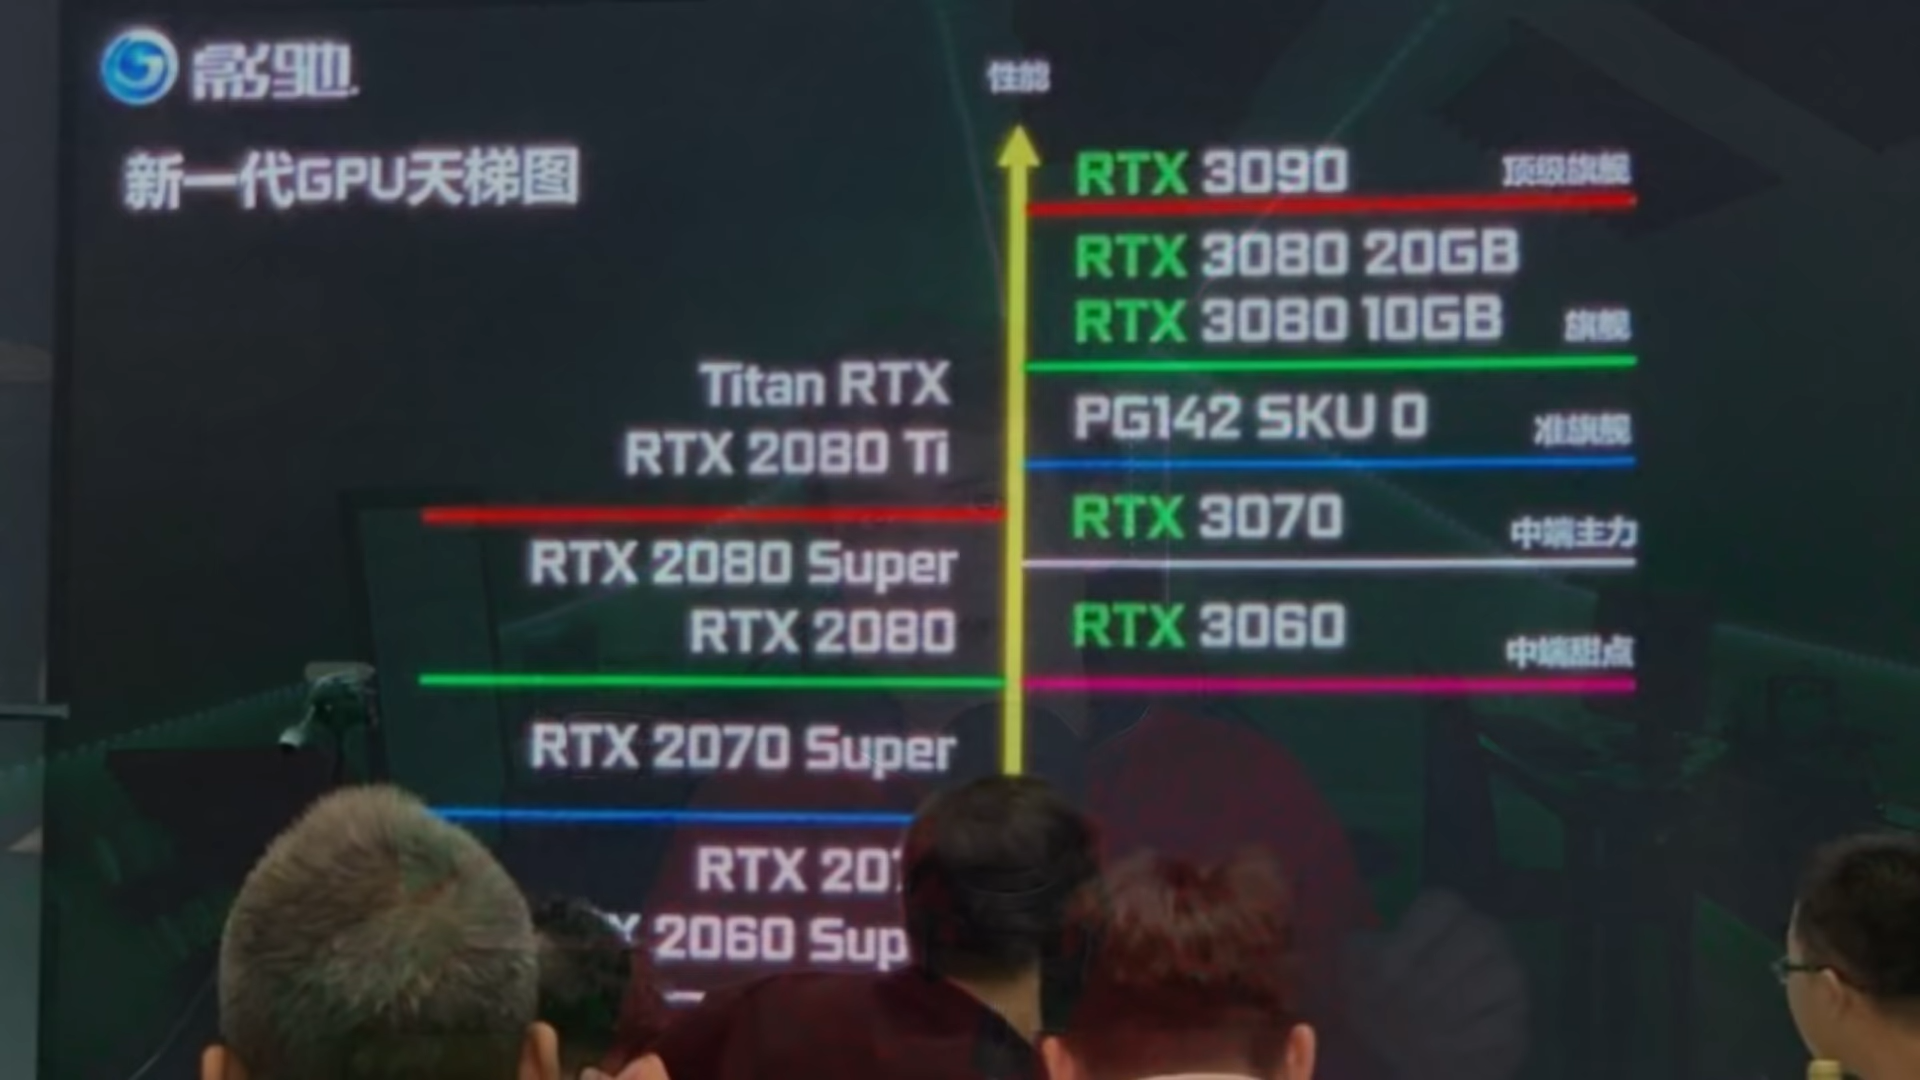 影驰
新一代GPU天梯图
性能
RTX 3090 顶级旗舰
RTX 3080 20GB
RTX 3080 10GB 旗舰
PG142 SKU 0 准旗舰
RTX 3070 中端主力
RTX 3060 中端甜点
Titan RTX
RTX 2080 Ti
RTX 2080 Super
RTX 2080
RTX 2070 Super
RTX
2060